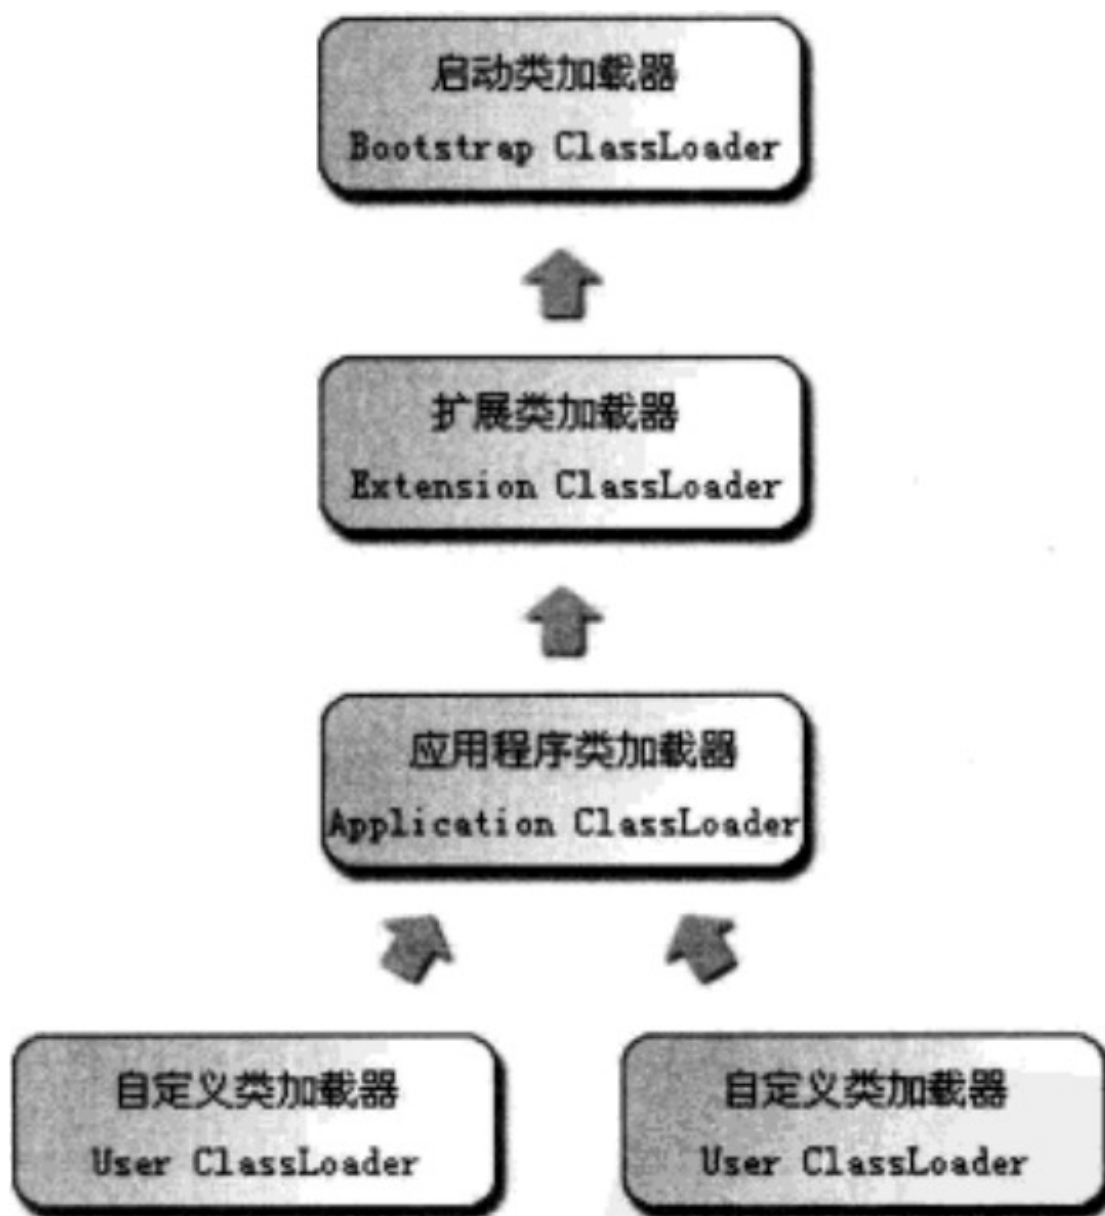 启动类加载器
Bootstrap ClassLoader
扩展类加载器
Extension ClassLoader
应用程序类加载器
Application ClassLoader
自定义类加载器
User ClassLoader
自定义类加载器
User ClassLoader